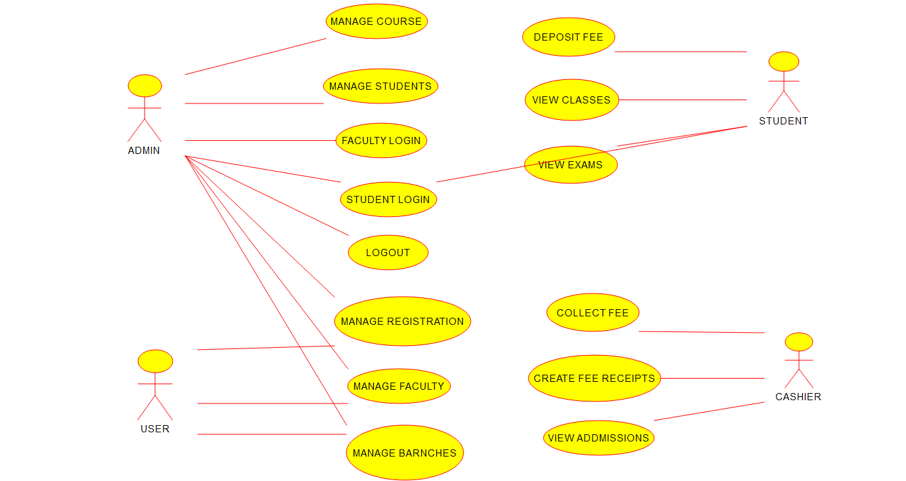 MANAGE COURSE
DEPOSIT FEE
MANAGE STUDENTS
VIEW CLASSES
STUDENT
FACULTY LOGIN
ADMIN
VIEW EXAMS
STUDENT LOGIN
LOGOUT
COLLECT FEE
MANAGE REGISTRATION
CREATE FEE RECEIPTS
MANAGE FACULTY
CASHIER
USER
VIEW ADDMISSIONS
MANAGE BARNCHES